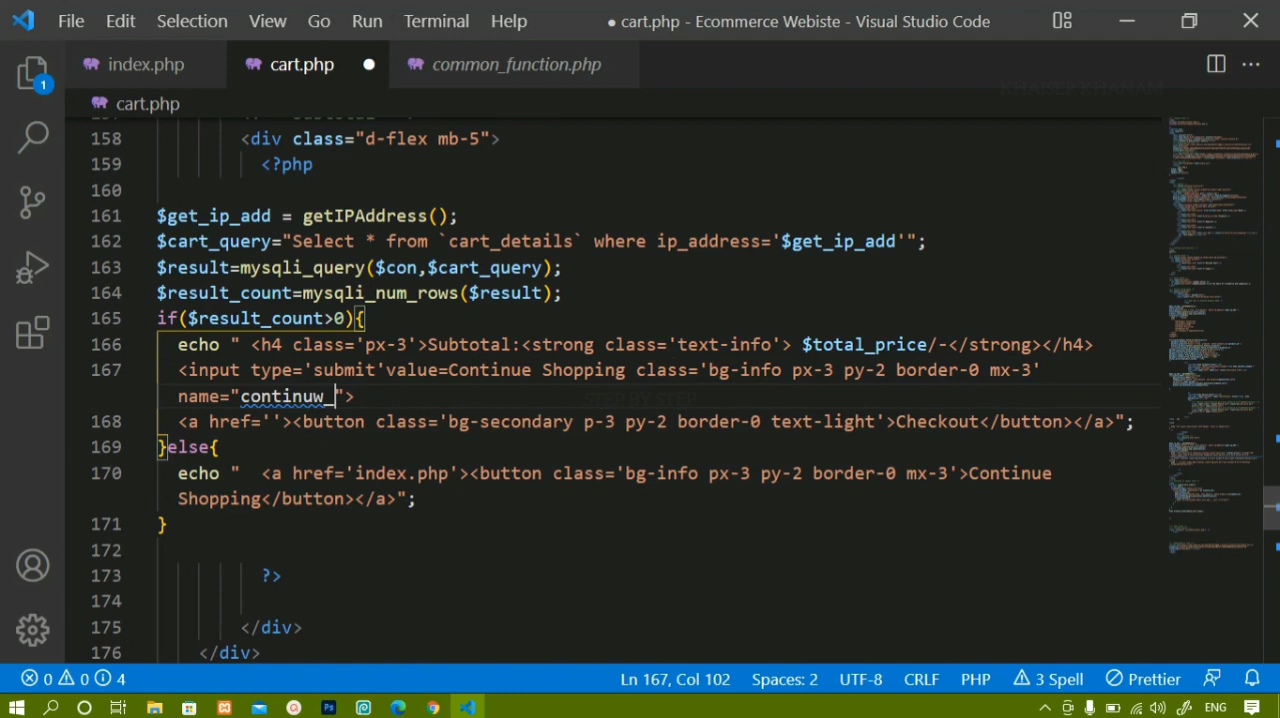 File Edit Selection View Go Run Terminal Help ● cart.php - Ecommerce Webiste - Visual Studio Code
index.php cart.php ● common_function.php
KHAISER KHANAM
cart.php
1
158 <div class="d-flex mb-5">
159 <?php
160
161 $get_ip_add = getIPAddress();
162 $cart_query="Select * from `cart_details` where ip_address='$get_ip_add'";
163 $result=mysqli_query($con,$cart_query);
164 $result_count=mysqli_num_rows($result);
165 if($result_count>0){
166 echo " <h4 class='px-3'>Subtotal:<strong class='text-info'> $total_price/-</strong></h4>
167 <input type='submit'value=Continue Shopping class='bg-info px-3 py-2 border-0 mx-3'
name="continuw_">
STEP BY STEP
168 <a href=''><button class='bg-secondary p-3 py-2 border-0 text-light'>Checkout</button></a>";
169 }else{
170 echo " <a href='index.php'><button class='bg-info px-3 py-2 border-0 mx-3'>Continue
Shopping</button></a>";
171 }
172
173 ?>
174
175 </div>
176 </div>
0 0 4 Ln 167, Col 102 Spaces: 2 UTF-8 CRLF PHP 3 Spell Prettier
ENG